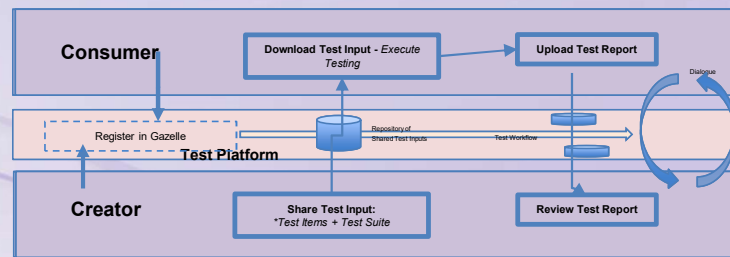 Consumer
Download Test Input - Execute
Testing
Upload Test Report
Dialogue
Register in Gazelle
Repository of
Shared Test Inputs
Test Workflow
Test Platform
Creator
Share Test Input:
*Test Items + Test Suite
Review Test Report